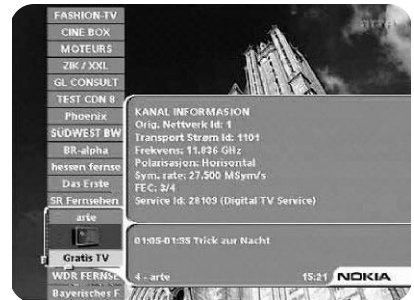 FASHION-TV
CINE BOX
MOTEURS
ZIK / XXL
GL CONSULT
TEST CDN 8
Phoenix
SÜDWEST BW
BR-alpha
hessen fernse
Das Erste
SR Fernsehen
arte
Gratis TV
WDR FERNSE
Bayerisches F
arte
KANAL INFORMASJON
Orig. Nettverk Id: 1
Transport Strøm Id: 1101
Frekvens: 11.836 GHz
Polarisasjon: Horisontal
Sym. rate: 27.500 MSym/s
FEC: 3/4
Service Id: 28109 (Digital TV Service)
01:05-01:35 Trick zur Nacht
4 - arte
15:21 NOKIA